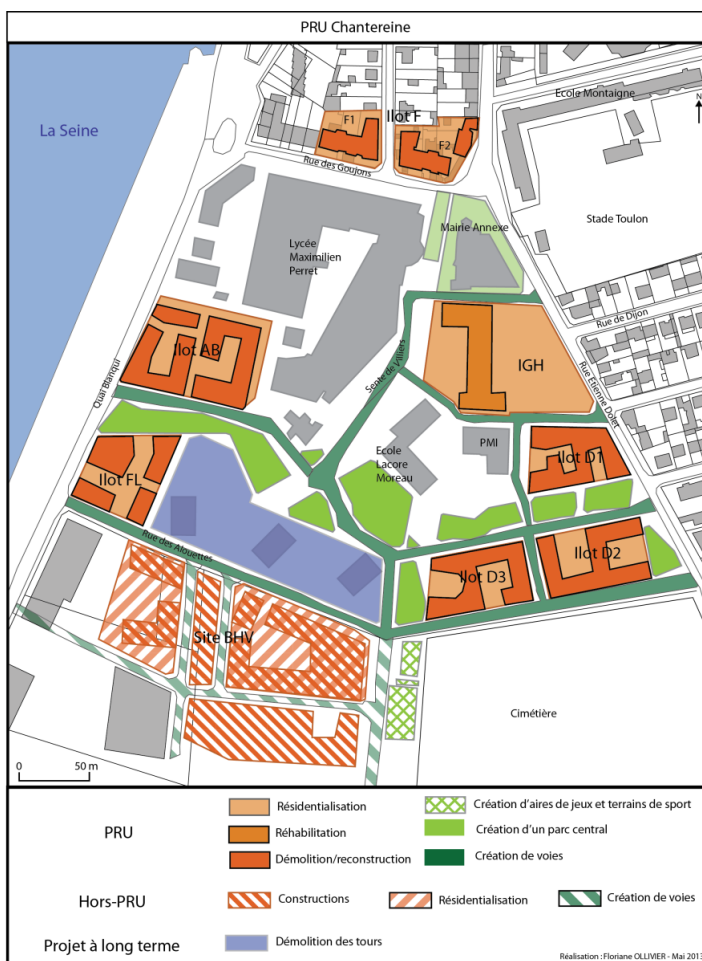 PRU Chantereine
La Seine
Ecole Montaigne
N
Ilot F
F1
F2
Rue des Goujons
Stade Toulon
Mairie Annexe
Lycée
Maximilien
Perret
Rue de Dijon
Ilot AB
Sente de Villiers
IGH
Rue Etienne Dolet
Quai Blanqui
Ecole
Lacore
Moreau
PMI
Ilot D1
Ilot FL
Rue des Alouettes
Ilot D2
Ilot D3
Site BHV
Cimétière
0 50 m
PRU
Résidentialisation
Réhabilitation
Démolition/reconstruction
Création d'aires de jeux et terrains de sport
Création d'un parc central
Création de voies
Hors-PRU
Constructions
Résidentialisation
Création de voies
Projet à long terme
Démolition des tours
Réalisation : Floriane OLLIVIER - Mai 2013